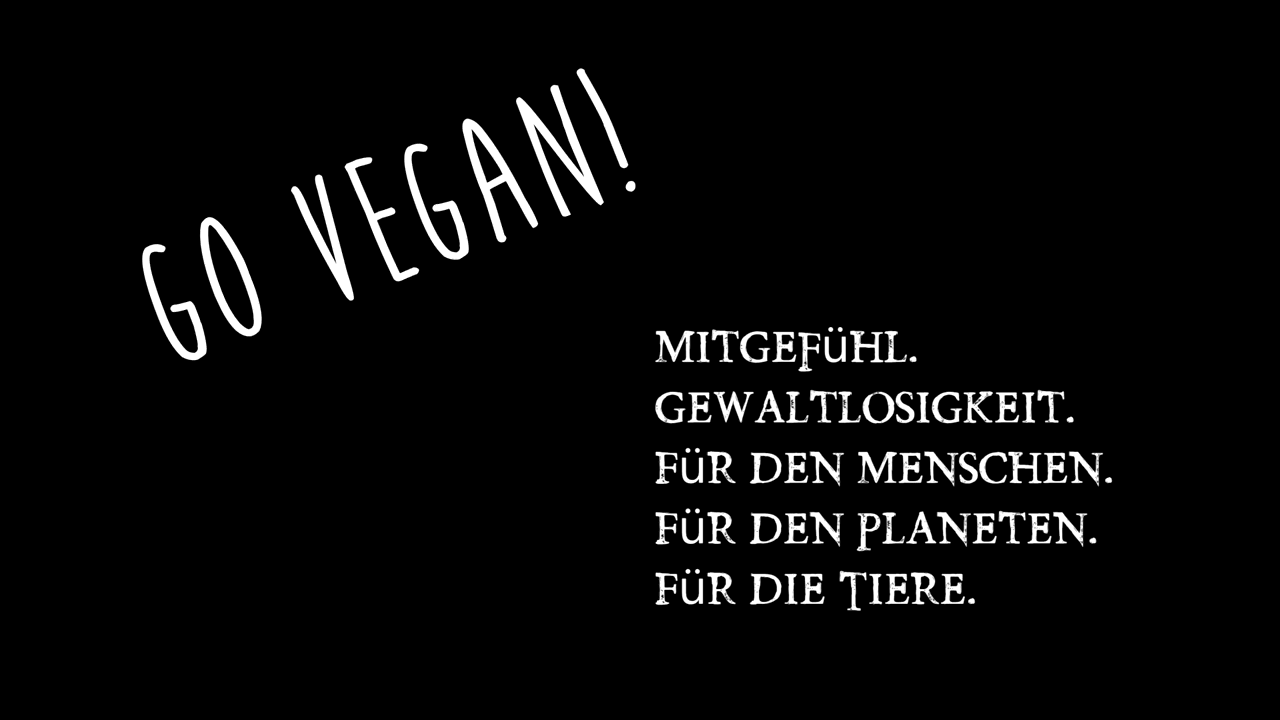 GO VEGAN!
MITGEFÜHL.
GEWALTLOSIGKEIT.
FÜR DEN MENSCHEN.
FÜR DEN PLANETEN.
FÜR DIE TIERE.